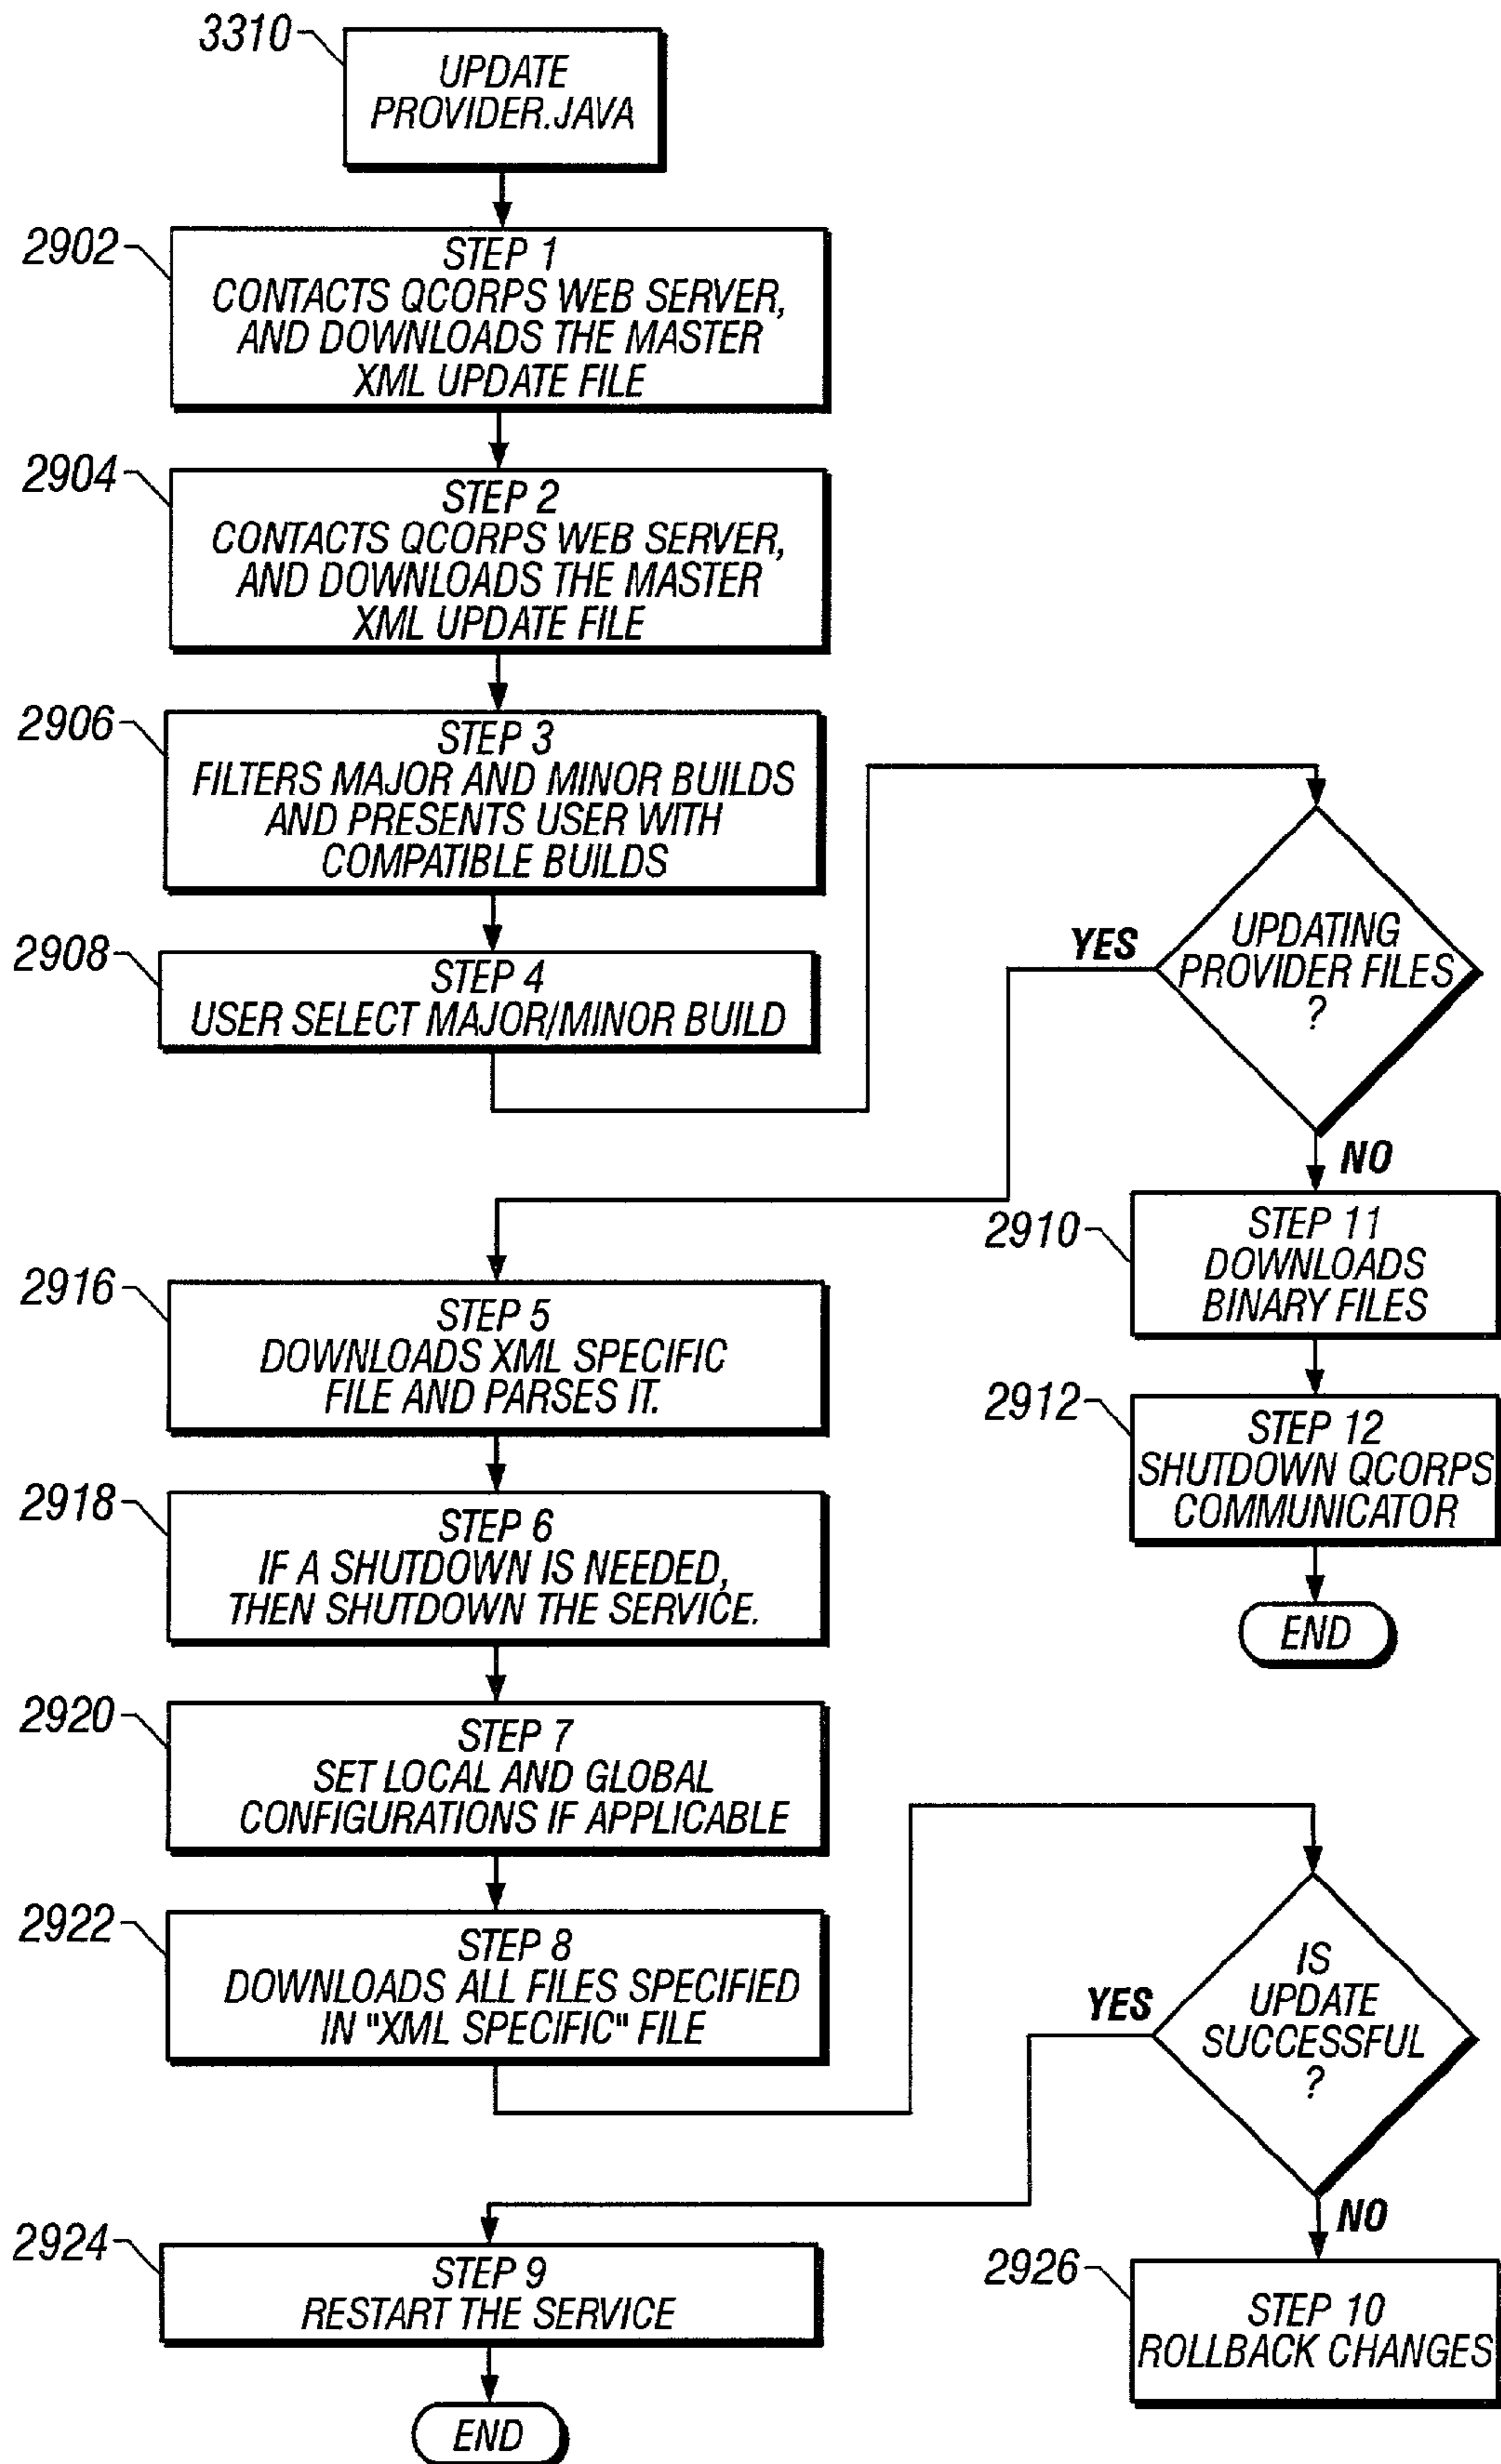 3310
UPDATE
PROVIDER.JAVA
2902
STEP 1
CONTACTS QCORPS WEB SERVER,
AND DOWNLOADS THE MASTER
XML UPDATE FILE
2904
STEP 2
CONTACTS QCORPS WEB SERVER,
AND DOWNLOADS THE MASTER
XML UPDATE FILE
2906
STEP 3
FILTERS MAJOR AND MINOR BUILDS
AND PRESENTS USER WITH
COMPATIBLE BUILDS
2908
STEP 4
USER SELECT MAJOR/MINOR BUILD
UPDATING
PROVIDER FILES
?
YES
NO
2910
STEP 11
DOWNLOADS
BINARY FILES
2912
STEP 12
SHUTDOWN QCORPS
COMMUNICATOR
END
2916
STEP 5
DOWNLOADS XML SPECIFIC
FILE AND PARSES IT.
2918
STEP 6
IF A SHUTDOWN IS NEEDED,
THEN SHUTDOWN THE SERVICE.
2920
STEP 7
SET LOCAL AND GLOBAL
CONFIGURATIONS IF APPLICABLE
2922
STEP 8
DOWNLOADS ALL FILES SPECIFIED
IN "XML SPECIFIC" FILE
IS
UPDATE
SUCCESSFUL
?
YES
NO
2924
STEP 9
RESTART THE SERVICE
END
2926
STEP 10
ROLLBACK CHANGES